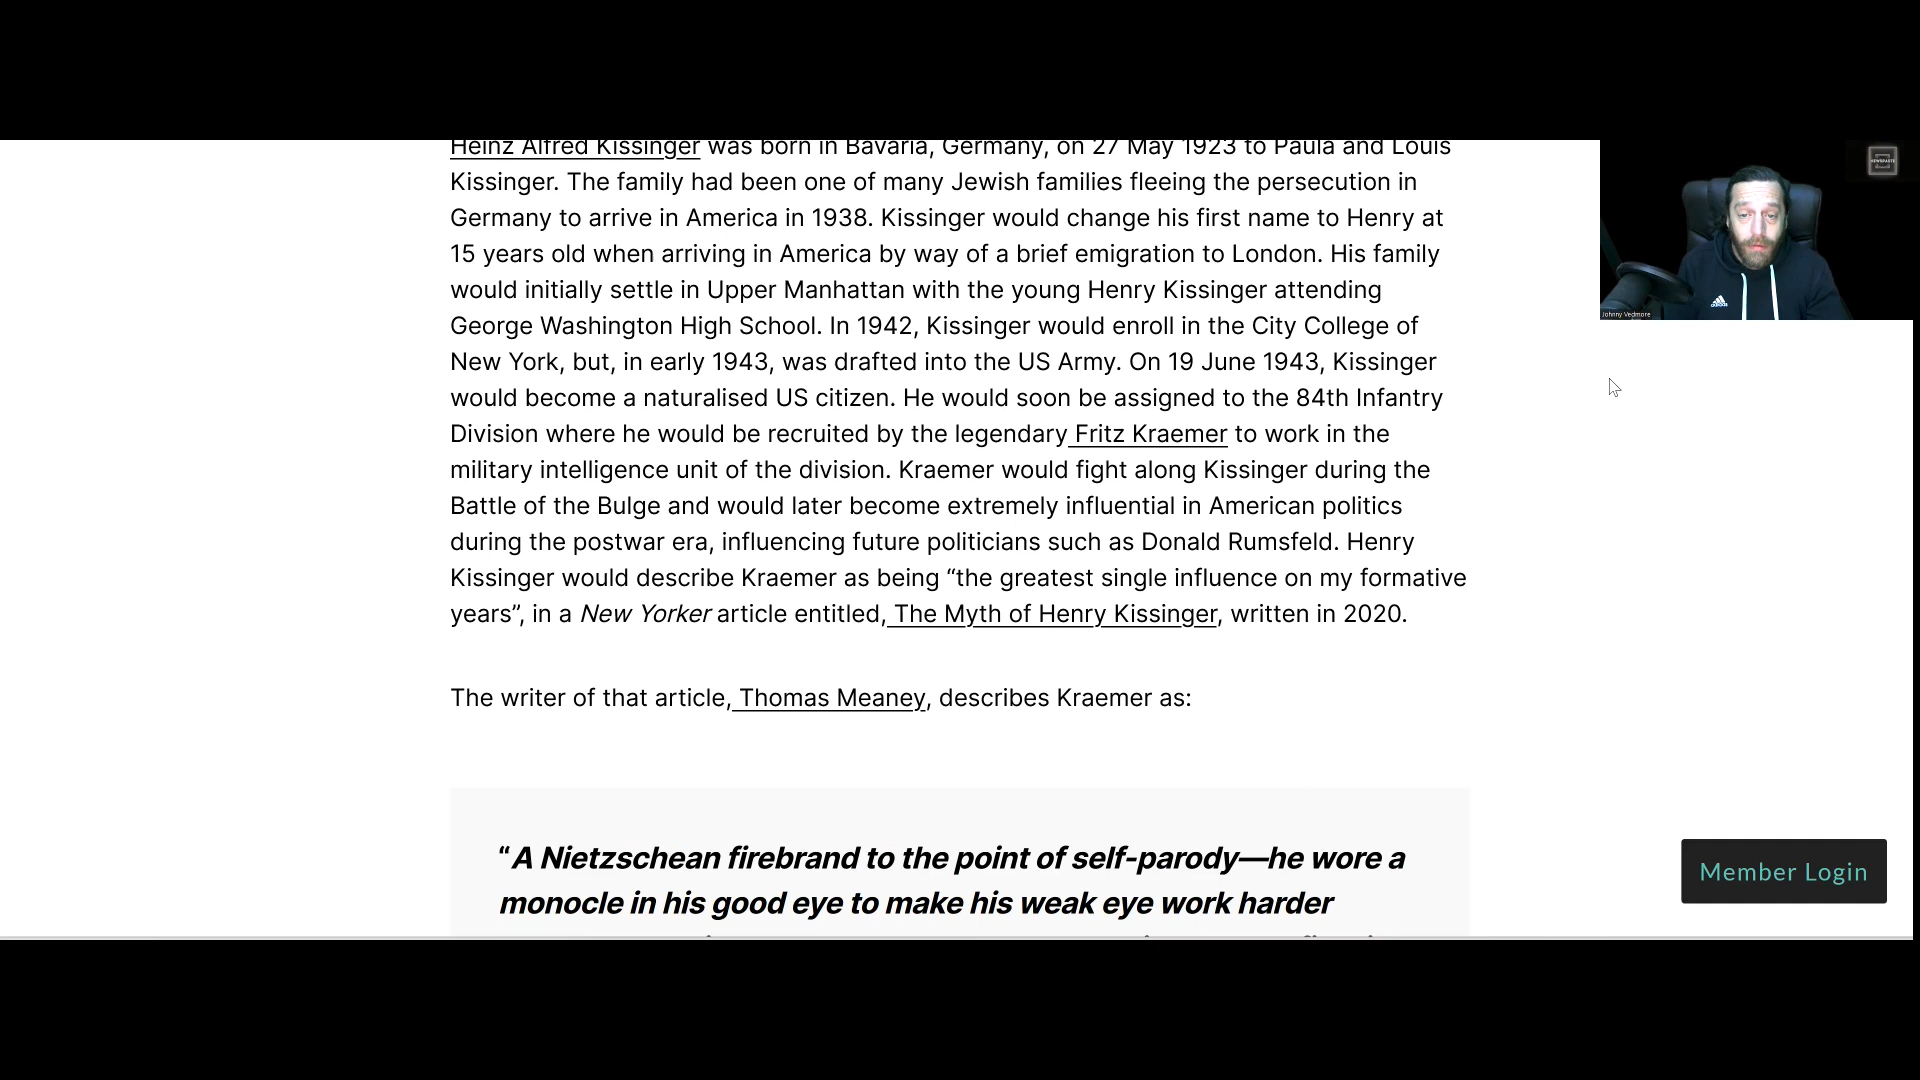 Heinz Alfred Kissinger was born in Bavaria, Germany, on 27 May 1923 to Paula and Louis
Kissinger. The family had been one of many Jewish families fleeing the persecution in
Germany to arrive in America in 1938. Kissinger would change his first name to Henry at
15 years old when arriving in America by way of a brief emigration to London. His family
would initially settle in Upper Manhattan with the young Henry Kissinger attending
George Washington High School. In 1942, Kissinger would enroll in the City College of
New York, but, in early 1943, was drafted into the US Army. On 19 June 1943, Kissinger
would become a naturalised US citizen. He would soon be assigned to the 84th Infantry
Division where he would be recruited by the legendary Fritz Kraemer to work in the
military intelligence unit of the division. Kraemer would fight along Kissinger during the
Battle of the Bulge and would later become extremely influential in American politics
during the postwar era, influencing future politicians such as Donald Rumsfeld. Henry
Kissinger would describe Kraemer as being “the greatest single influence on my formative
years”, in a New Yorker article entitled, The Myth of Henry Kissinger, written in 2020.
The writer of that article, Thomas Meaney, describes Kraemer as:
“A Nietzschean firebrand to the point of self-parody—he wore a
monocle in his good eye to make his weak eye work harder
Johnny Vedmore
adidas
Member Login